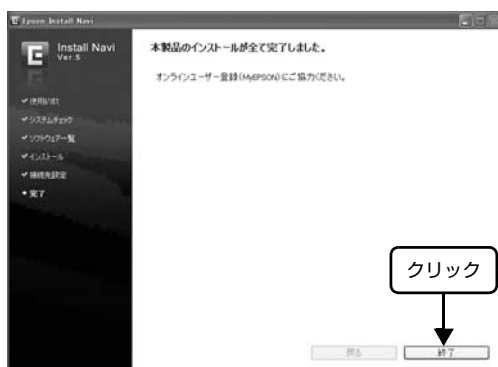 Epson Install Navi
Install Navi
Ver.5
本製品のインストールが全て完了しました。
オンラインユーザー登録(MyEPSON)にご協力ください。
✓使用許諾
✓システムチェック
✓ソフトウェア一覧
✓インストール
✓接続先設定
・完了
クリック
戻る
終了